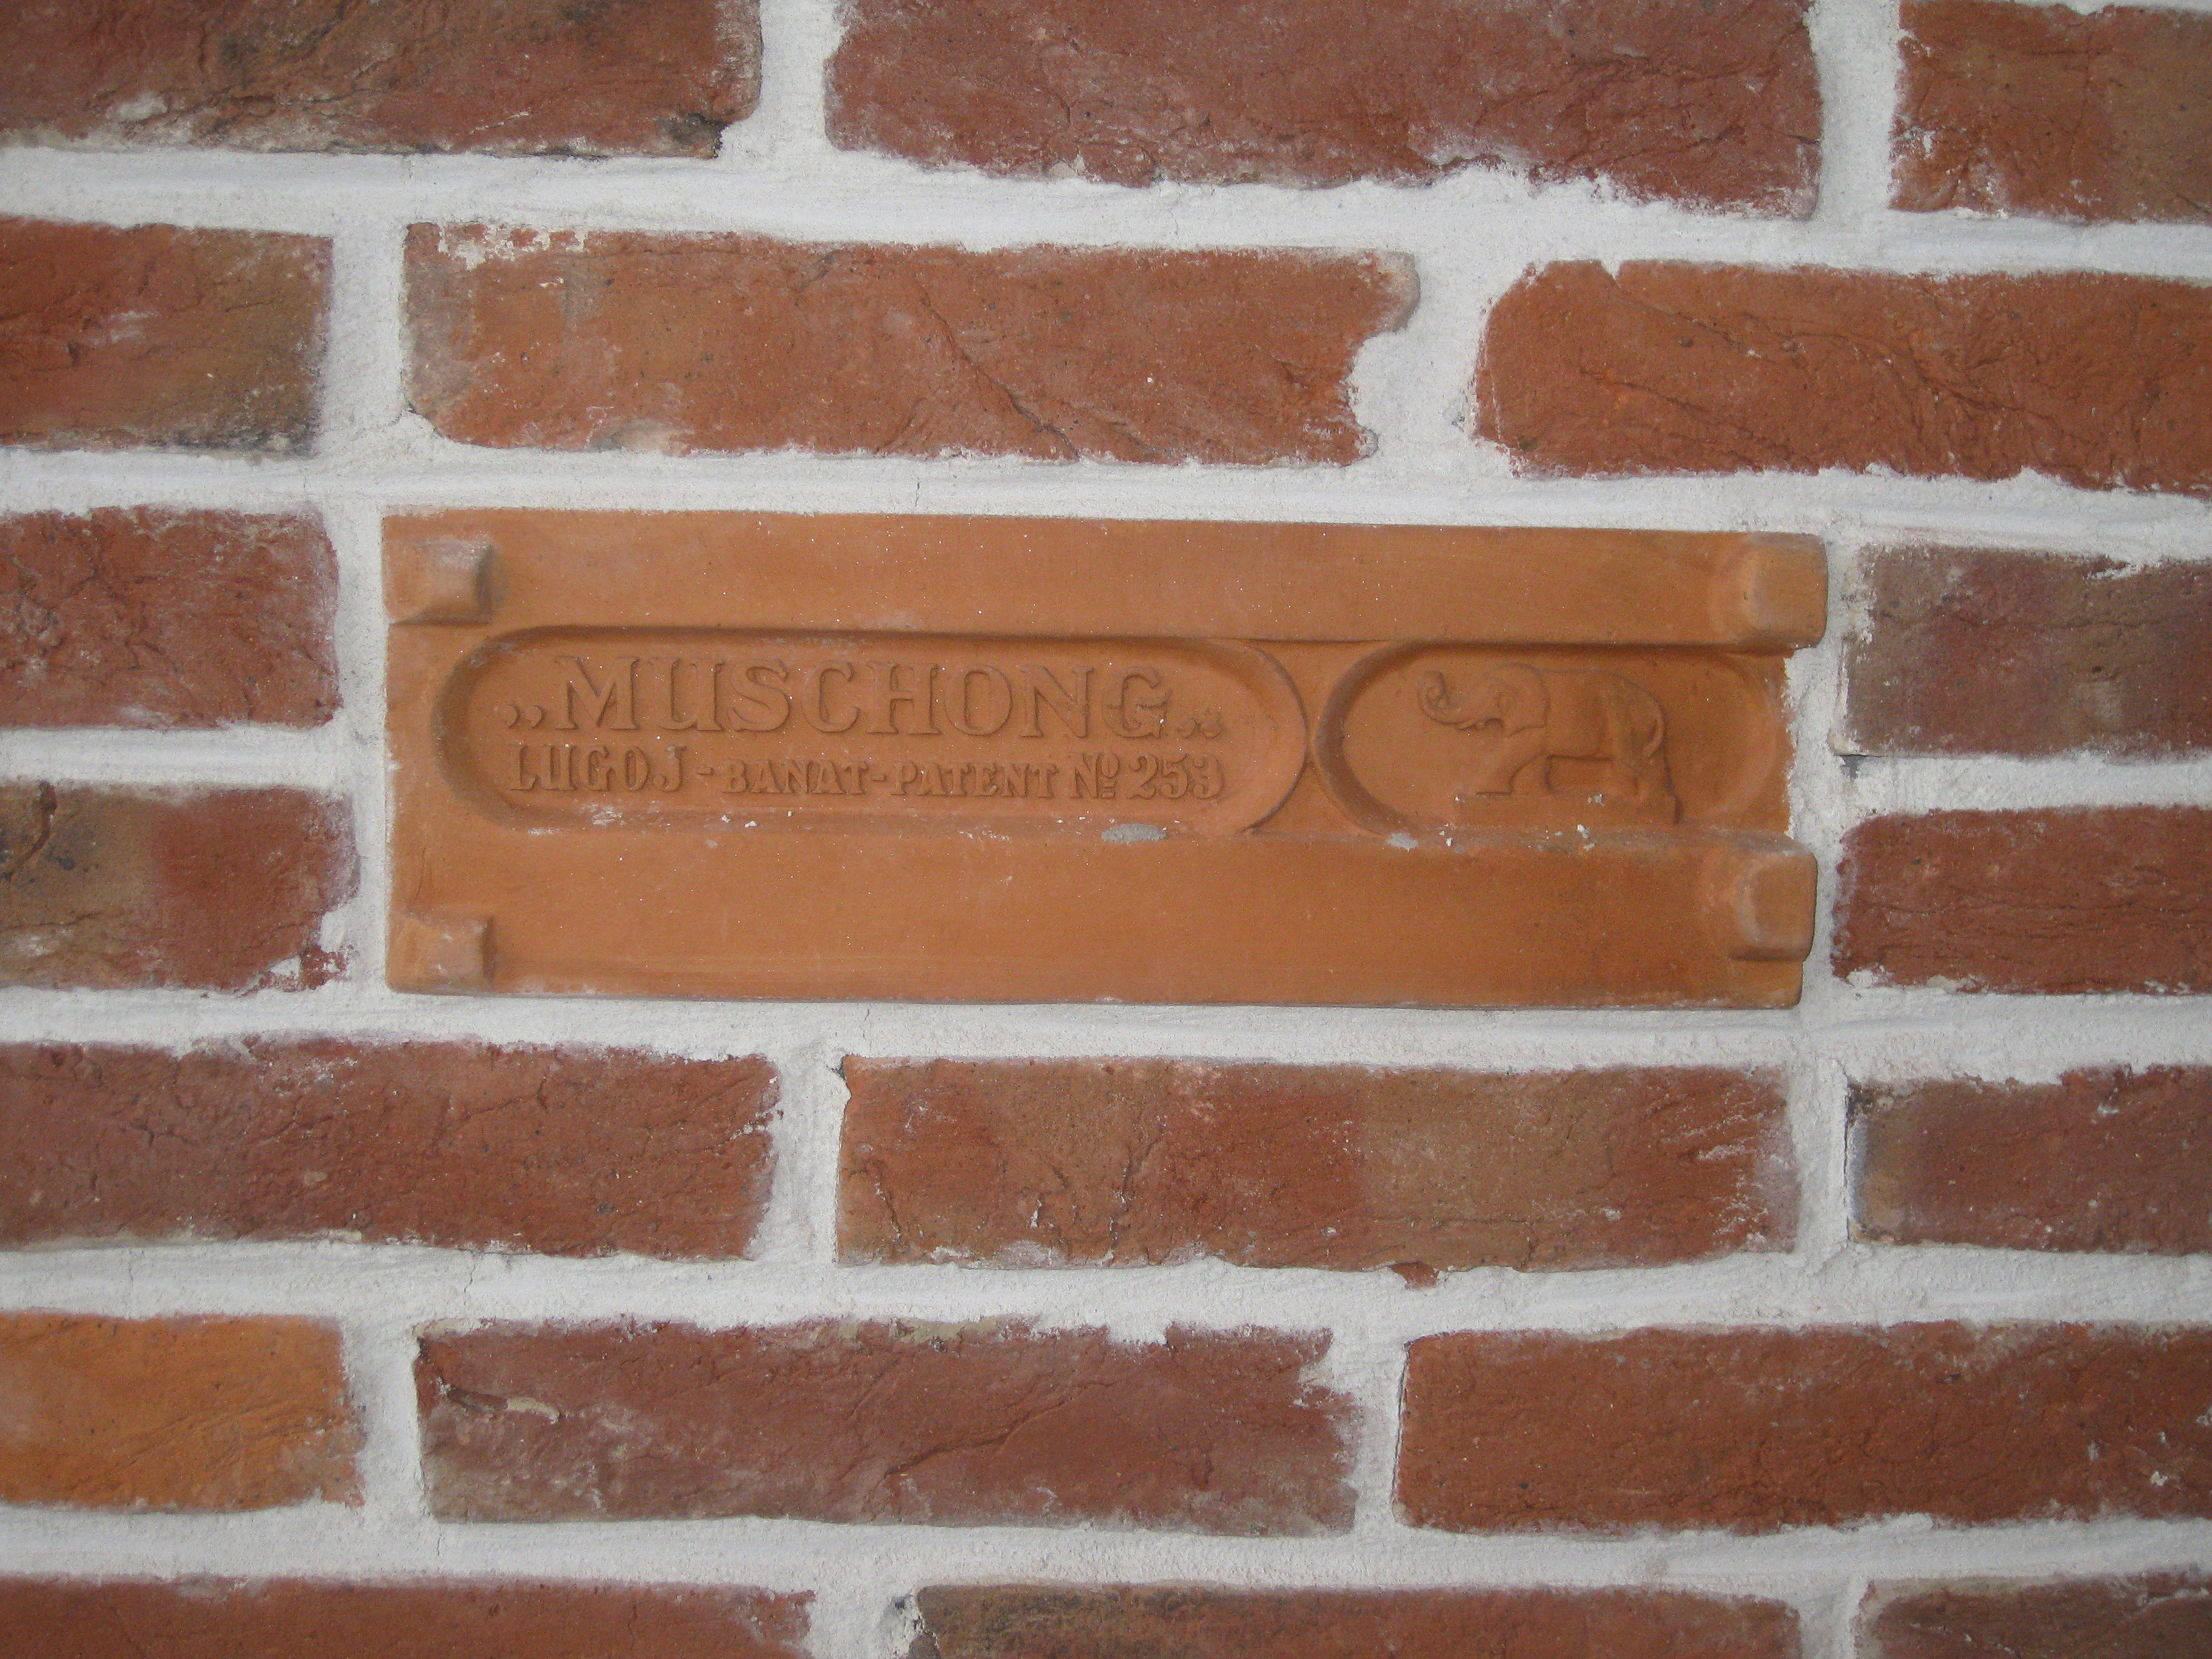 „MUSCHONG„
LUGOJ - BANAT-PATENT № 253